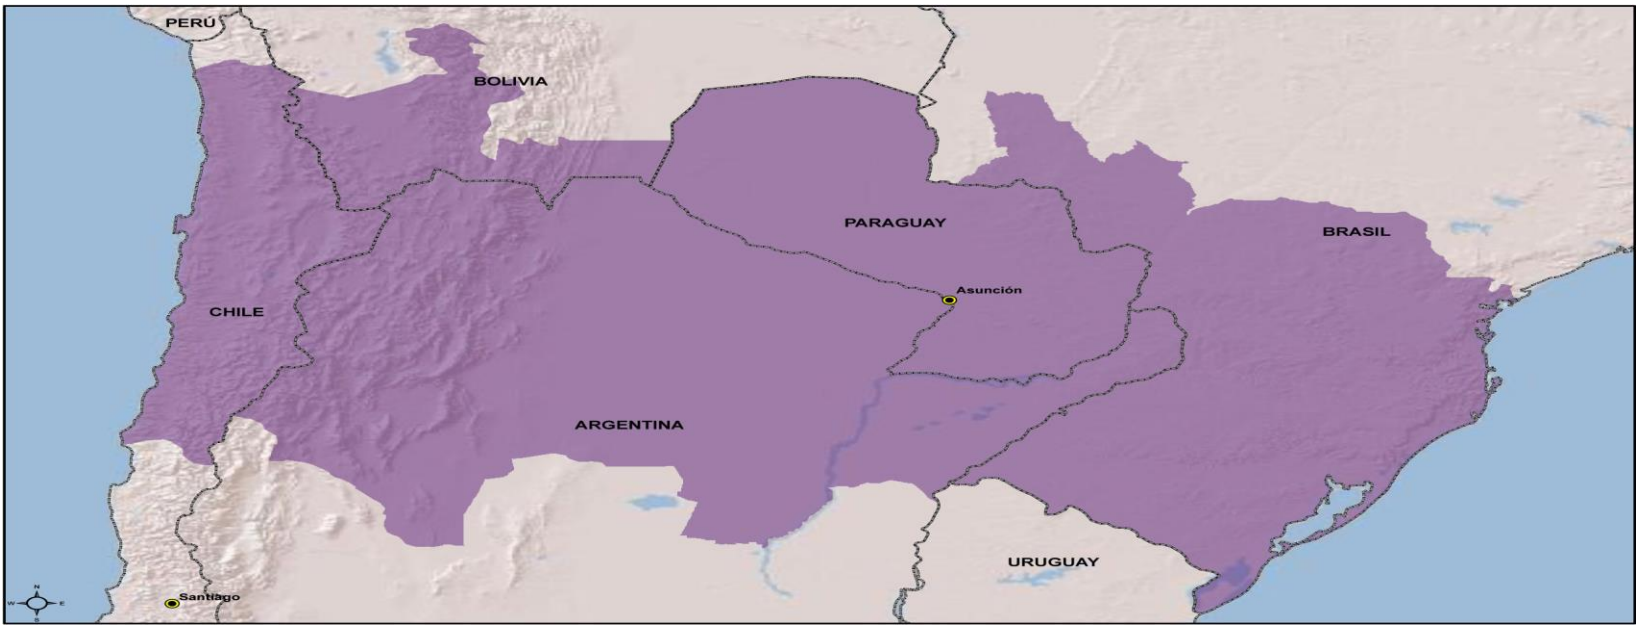 PERÚ
BOLIVIA
PARAGUAY
BRASIL
Asunción
CHILE
ARGENTINA
URUGUAY
N
W E
S
Santiago